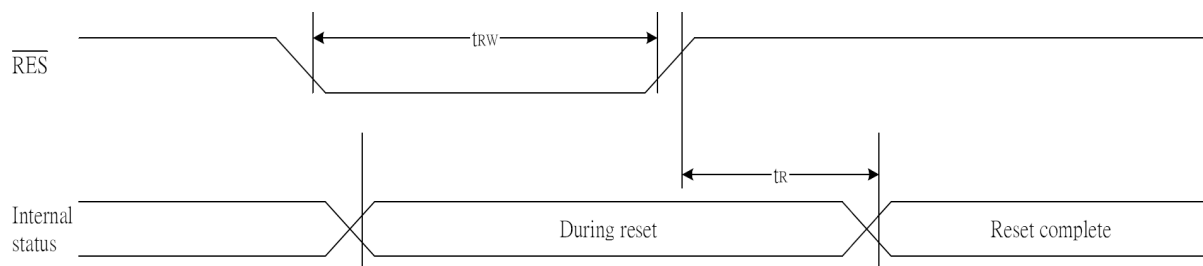 tRW
RES
tR
Internal
status
During reset
Reset complete